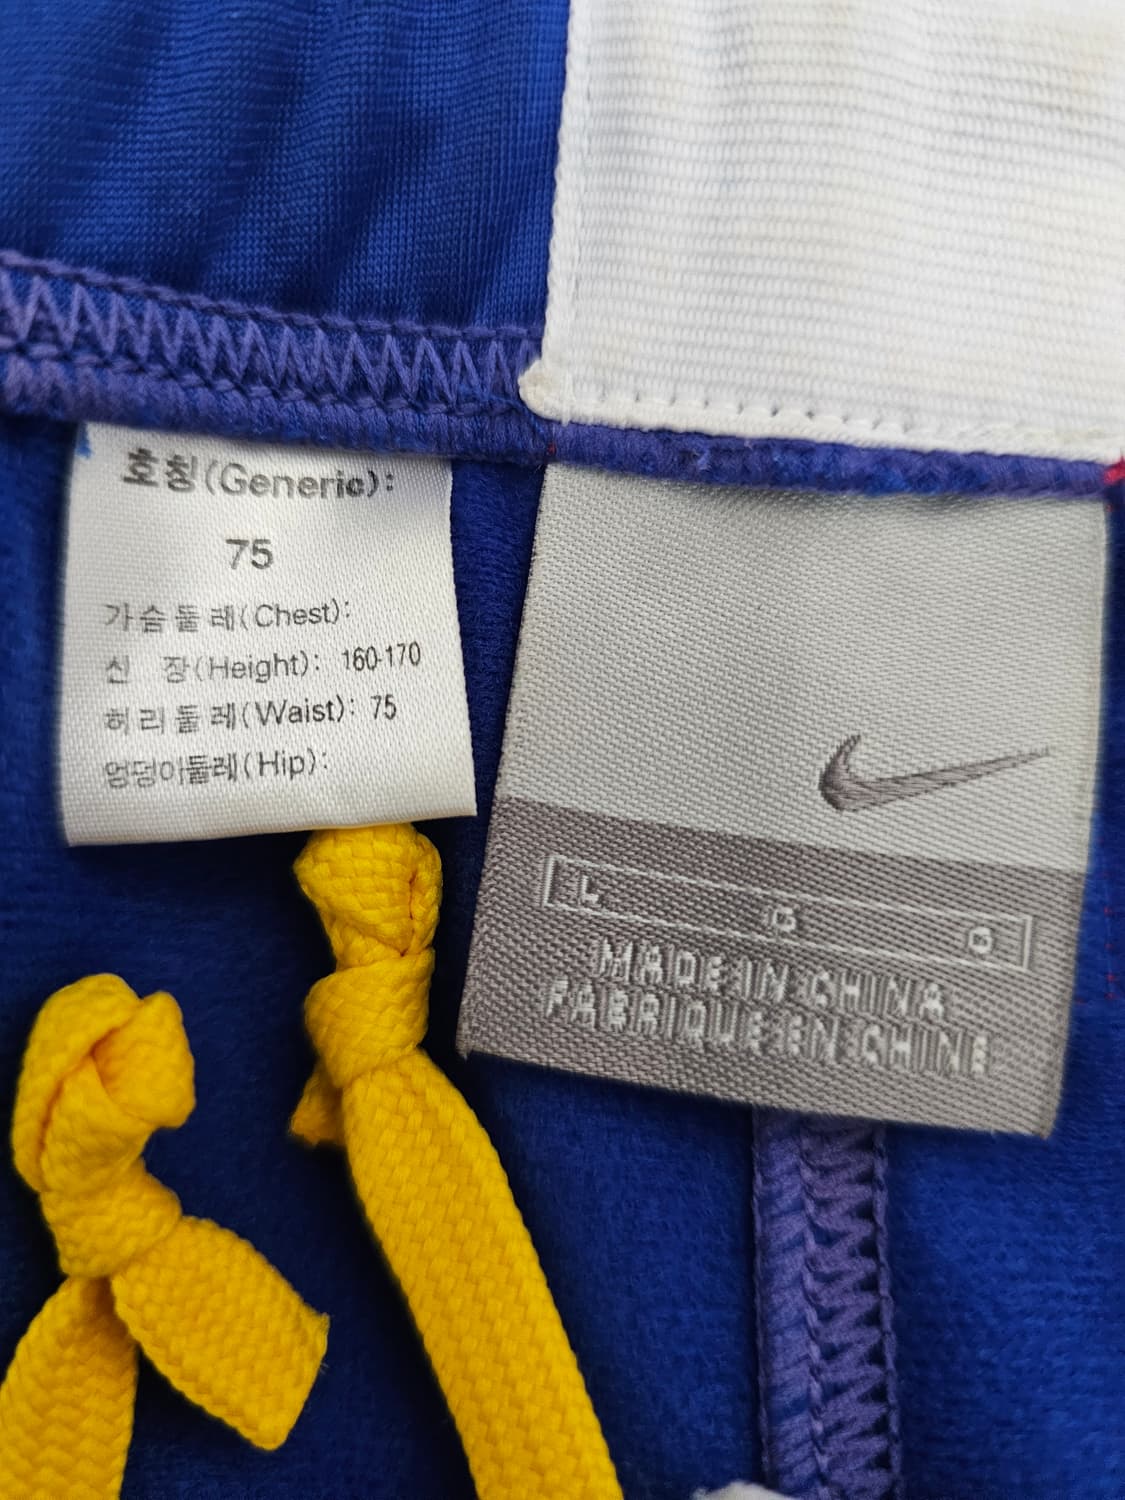 호칭(Generic):
75
가슴둘레(Chest):
신 장(Height): 160-170
허리둘레(Waist): 75
엉덩이둘레(Hip):
L G G
MADE IN CHINA
FABRIQUE EN CHINE